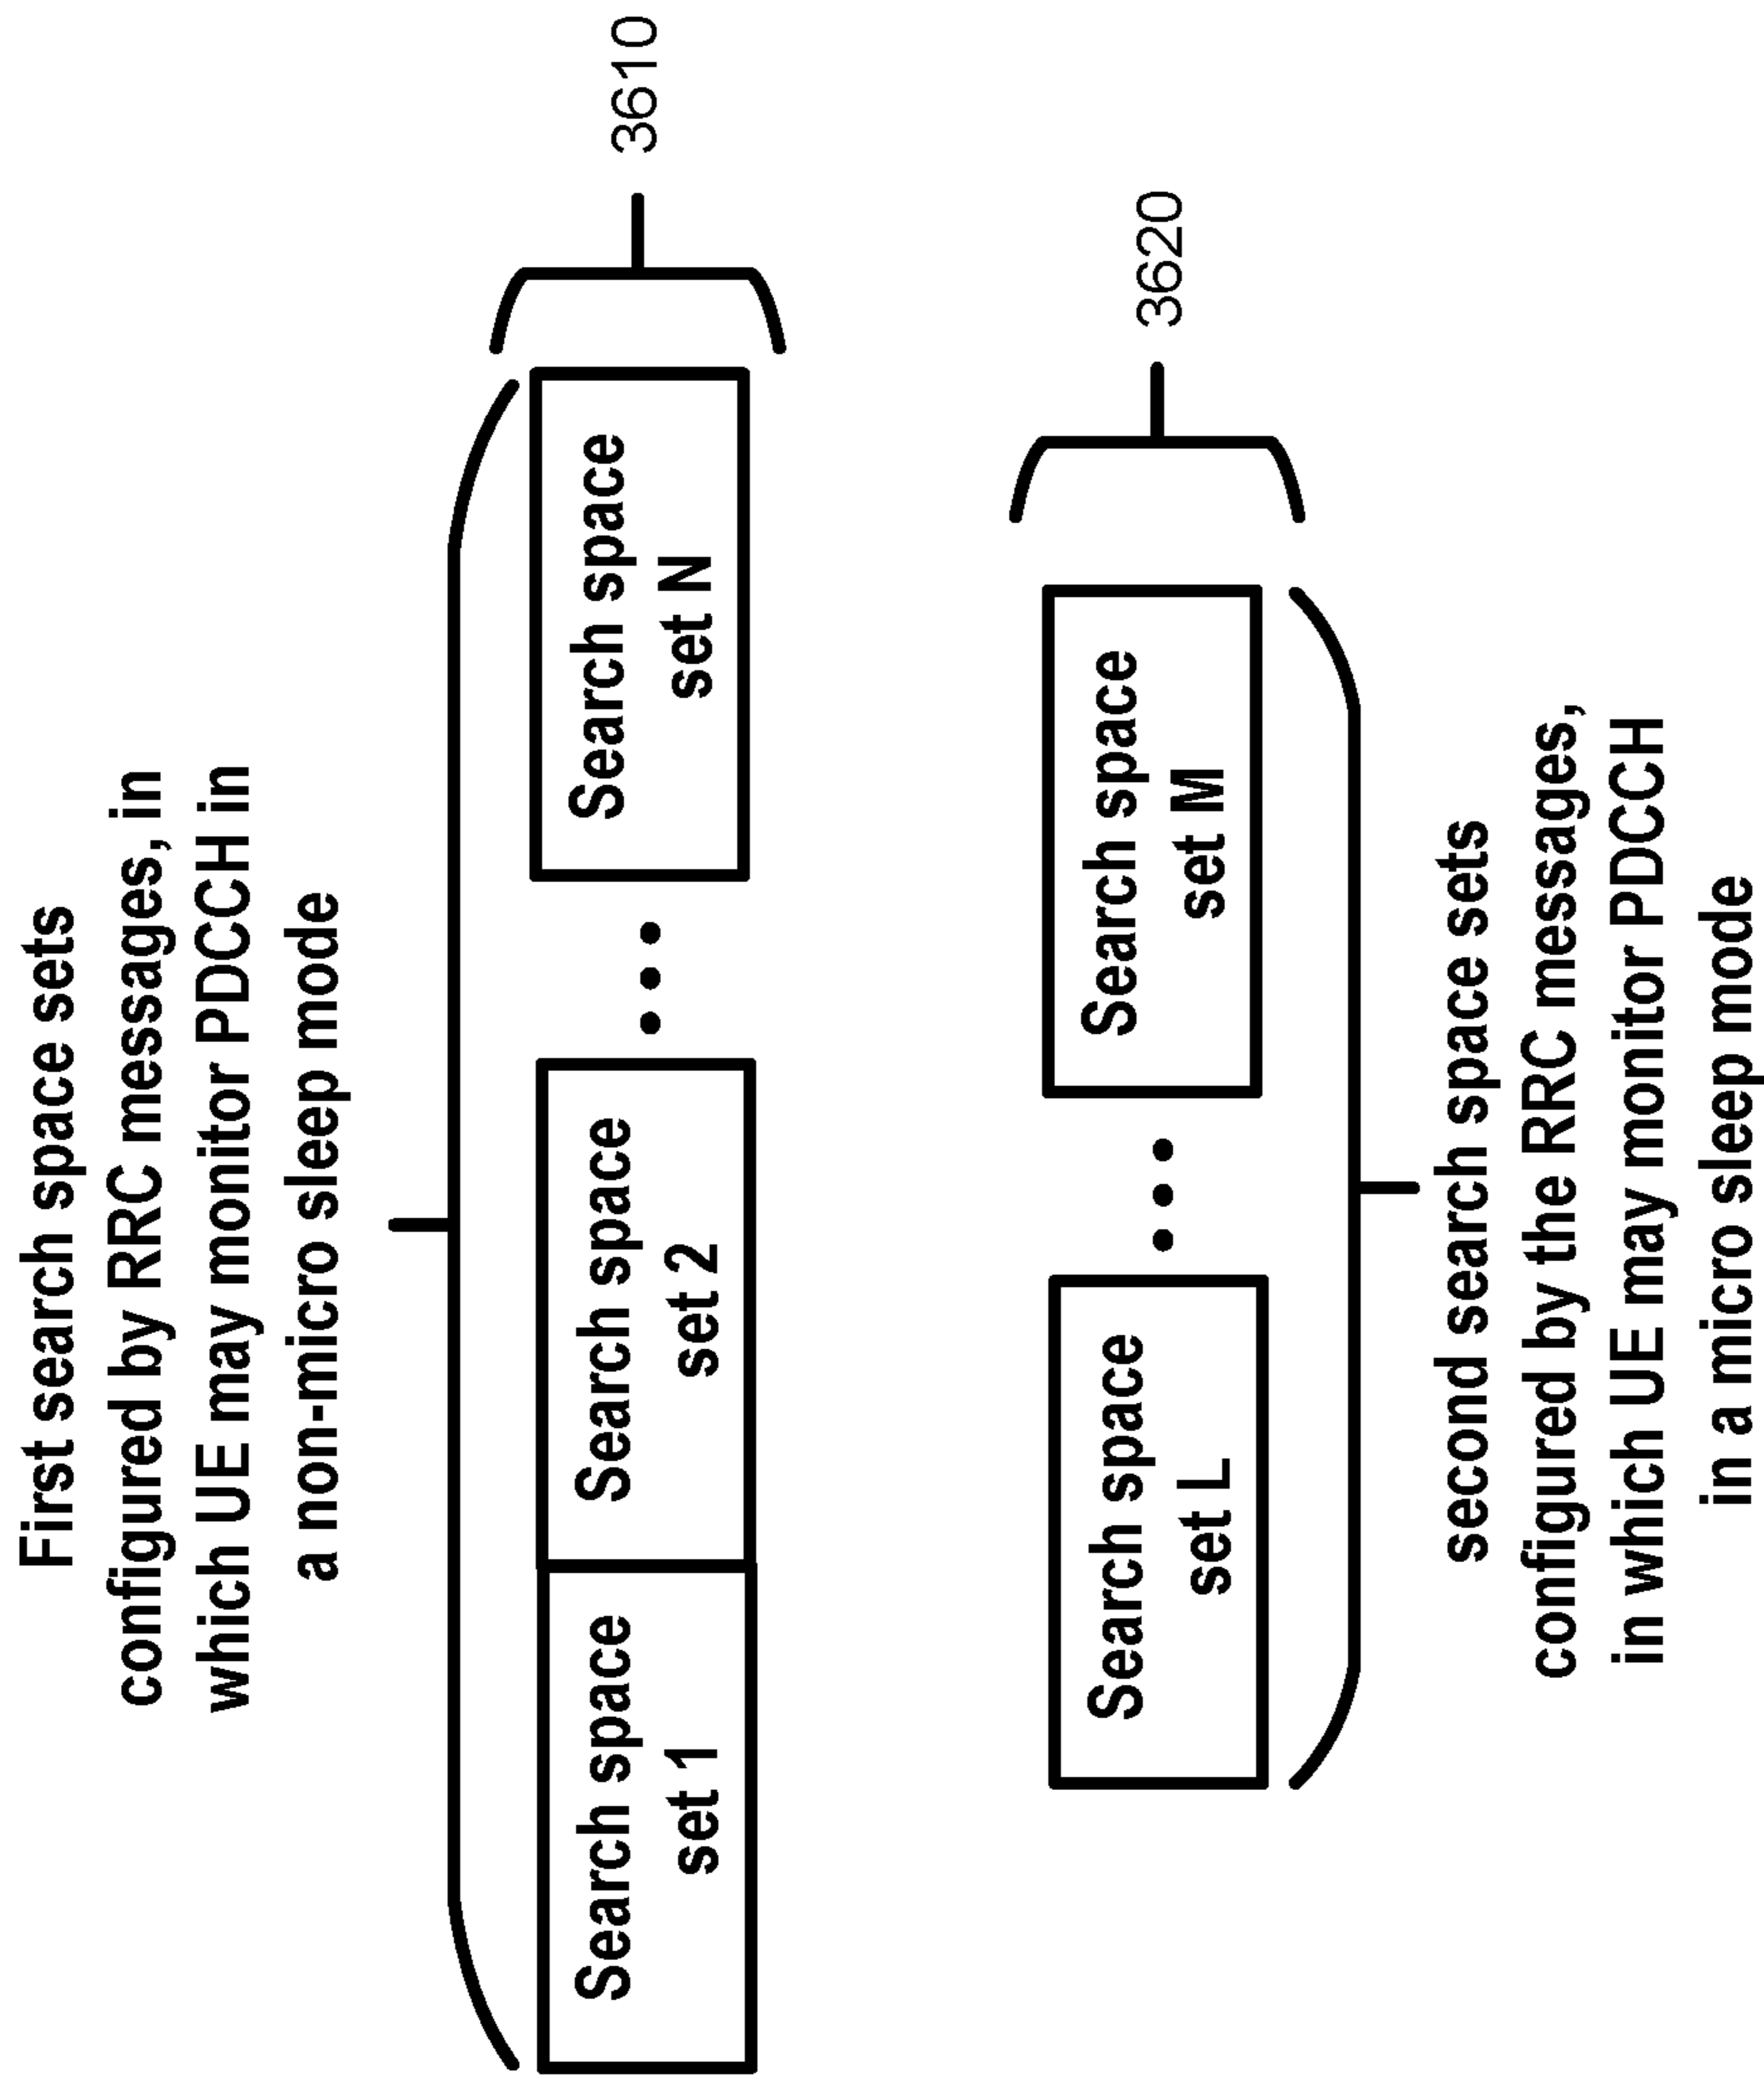 First search space sets
configured by RRC messages, in
which UE may monitor PDCCH in
a non-micro sleep mode
Search space
set 1
Search space
set 2
Search space
set N
3610
Search space
set L
Search space
set M
3620
second search space sets
configured by the RRC messages,
in which UE may monitor PDCCH
in a micro sleep mode